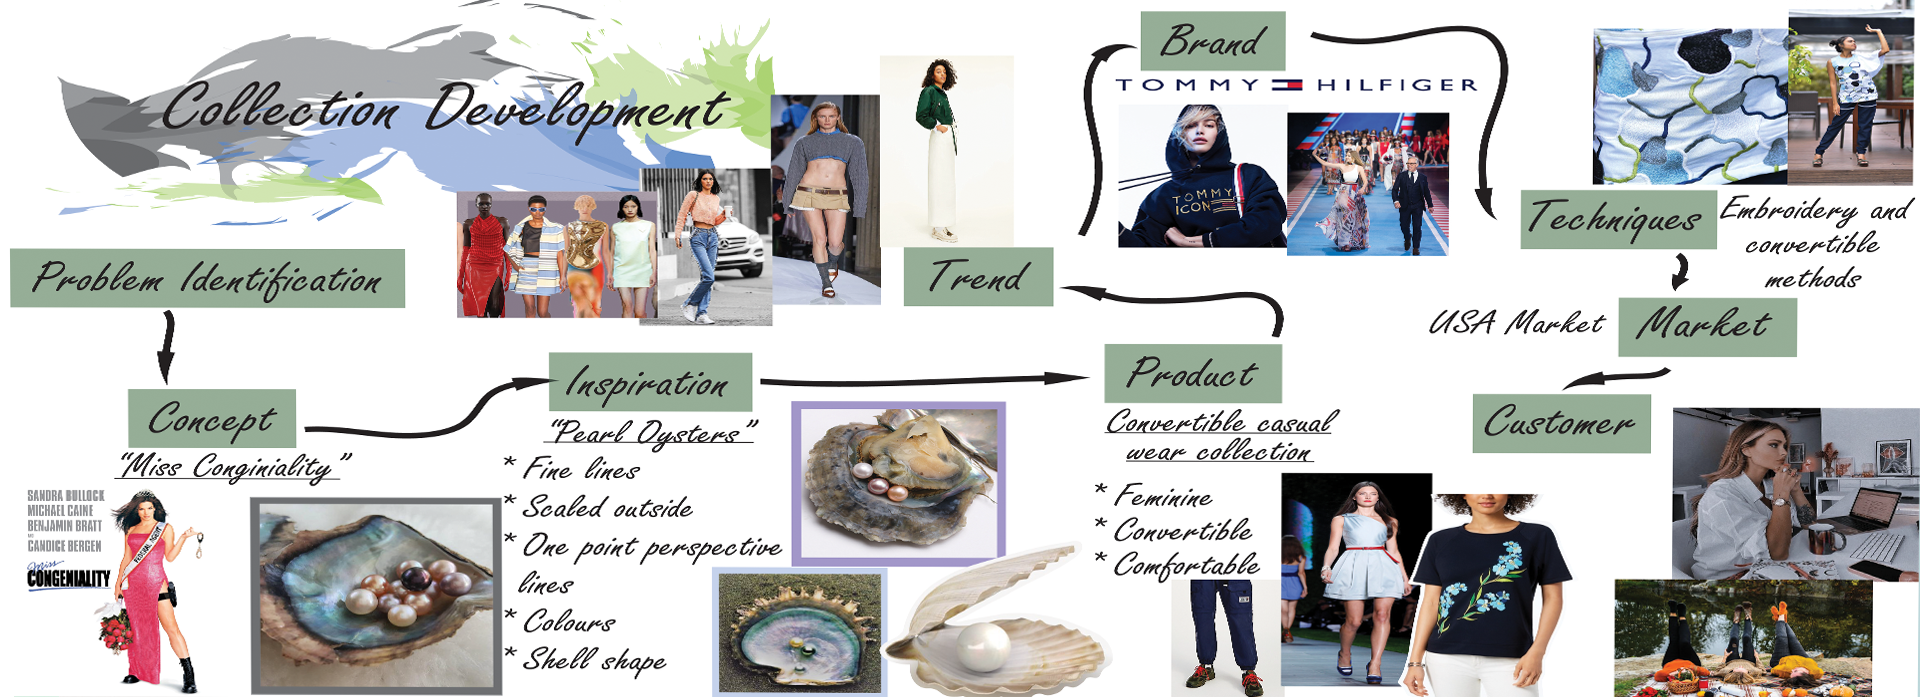 Collection Development
Problem Identification
Concept
"Miss Conginiality"
SANDRA BULLOCK
MICHAEL CAINE
BENJAMIN BRATT
AND
CANDICE BERGEN
Miss
CONGENIALITY
Inspiration
"Pearl Oysters"
* Fine lines
* Scaled outside
* One point perspective
lines
* Colours
* Shell shape
Product
Convertible casual
wear collection
* Feminine
* Convertible
* Comfortable
Trend
Brand
TOMMY HILFIGER
TOMMY
ICON
Techniques
Embroidery and
convertible
methods
Market
USA Market
Customer